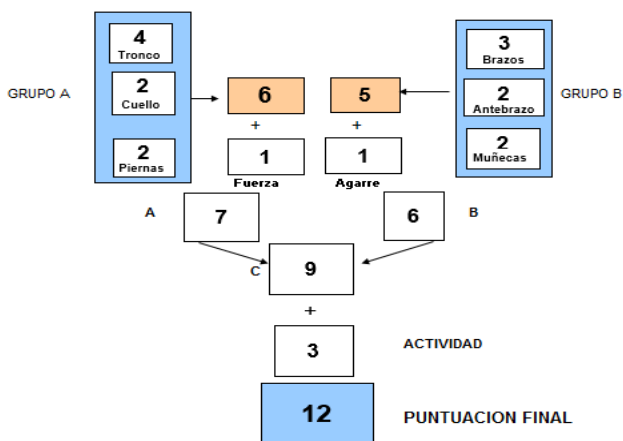 4
Tronco
3
Brazos
GRUPO A
2
Cuello
6
5
2
Antebrazo
GRUPO B
+
+
2
Piernas
1
Fuerza
1
Agarre
2
Muñecas
A
7
6
B
C
9
+
3
ACTIVIDAD
12
PUNTUACION FINAL